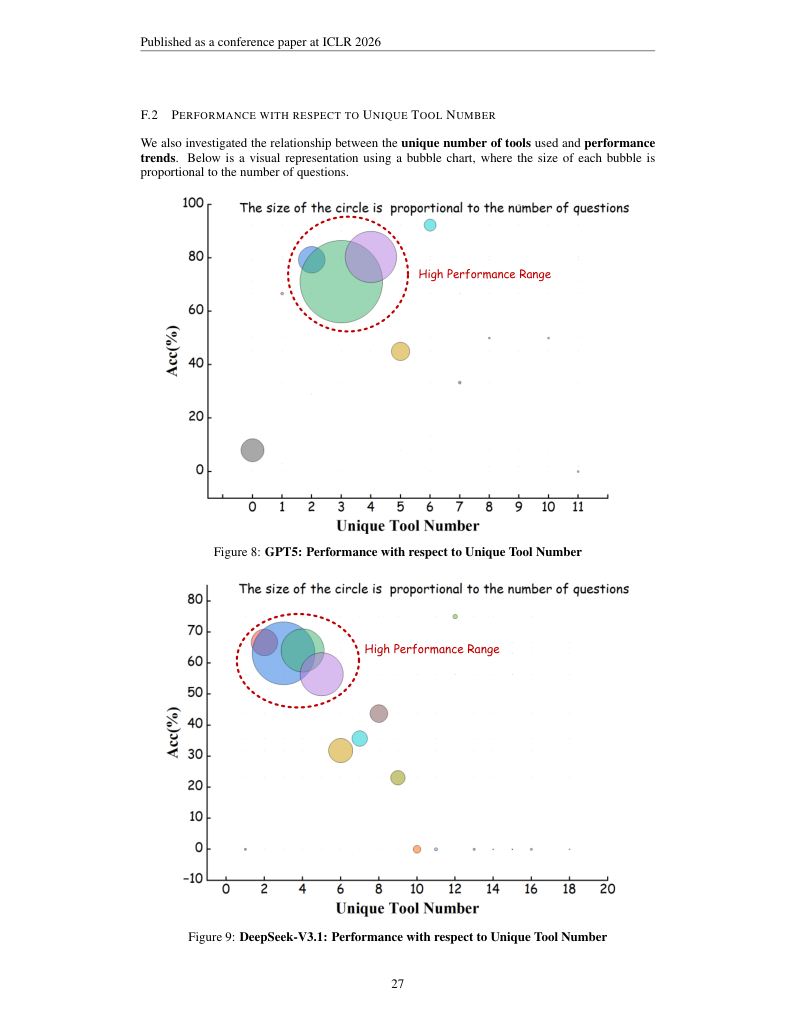 Published as a conference paper at ICLR 2026
F.2 PERFORMANCE WITH RESPECT TO UNIQUE TOOL NUMBER
We also investigated the relationship between the unique number of tools used and performance
trends. Below is a visual representation using a bubble chart, where the size of each bubble is
proportional to the number of questions.
The size of the circle is proportional to the number of questions
High Performance Range
Acc(%)
100
80
60
40
20
0
0 1 2 3 4 5 6 7 8 9 10 11
Unique Tool Number
Figure 8: GPT5: Performance with respect to Unique Tool Number
The size of the circle is proportional to the number of questions
High Performance Range
Acc(%)
80
70
60
50
40
30
20
10
0
-10
0 2 4 6 8 10 12 14 16 18 20
Unique Tool Number
Figure 9: DeepSeek-V3.1: Performance with respect to Unique Tool Number
27